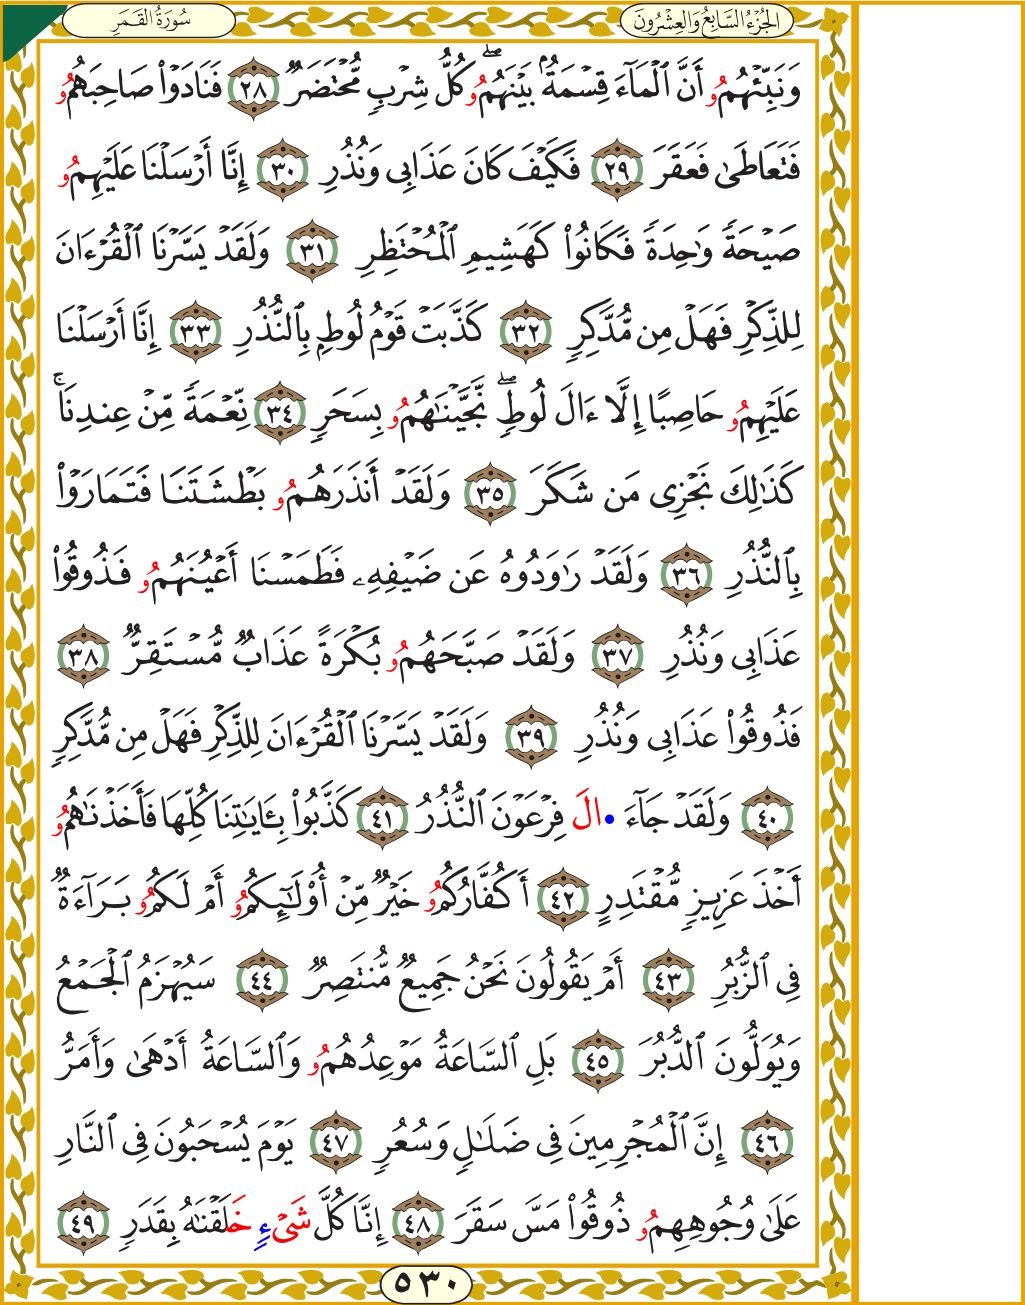 الجُزْءُ السَّابِعُ وَالعِشْرُونَ
سُورَةُ القَمَرِ
وَنَبِّئْهُمُۥ أَنَّ ٱلْمَآءَ قِسْمَةُۢ بَيْنَهُمُۥۖ كُلُّ شِرْبٖ مُّحْتَضَرٞ ٢٨ فَنَادَوْا۟ صَاحِبَهُمُۥ
فَتَعَاطَىٰ فَعَقَرَ ٢٩ فَكَيْفَ كَانَ عَذَابِى وَنُذُرِ ٣٠ إِنَّا أَرْسَلْنَا عَلَيْهِمُۥ
صَيْحَةٗ وَٰحِدَةٗ فَكَانُوا۟ كَهَشِيمِ ٱلْمُحْتَظِرِ ٣١ وَلَقَدْ يَسَّرْنَا ٱلْقُرْءَانَ
لِلذِّكْرِ فَهَلْ مِن مُّدَّكِرٖ ٣٢ كَذَّبَتْ قَوْمُ لُوطِۭ بِٱلنُّذُرِ ٣٣ إِنَّا أَرْسَلْنَا
عَلَيْهِمُۥ حَاصِبًا إِلَّا ءَالَ لُوطٖۖ نَّجَّيْنَٰهُمُۥ بِسَحَرٖ ٣٤ نِّعْمَةٗ مِّنْ عِندِنَاۚ
كَذَٰلِكَ نَجْزِى مَن شَكَرَ ٣٥ وَلَقَدْ أَنذَرَهُمُۥ بَطْشَتَنَا فَتَمَارَوْا۟
بِٱلنُّذُرِ ٣٦ وَلَقَدْ رَٰوَدُوهُ عَن ضَيْفِهِۦ فَطَمَسْنَا أَعْيُنَهُمُۥ فَذُوقُوا۟
عَذَابِى وَنُذُرِ ٣٧ وَلَقَدْ صَبَّحَهُمُۥ بُكْرَةً عَذَابٞ مُّسْتَقِرّٞ ٣٨
فَذُوقُوا۟ عَذَابِى وَنُذُرِ ٣٩ وَلَقَدْ يَسَّرْنَا ٱلْقُرْءَانَ لِلذِّكْرِ فَهَلْ مِن مُّدَّكِرٖ
٤٠ وَلَقَدْ جَآءَ •الَ فِرْعَوْنَ ٱلنُّذُرُ ٤١ كَذَّبُوا۟ بِـَٔايَٰتِنَا كُلِّهَا فَأَخَذْنَٰهُمُۥ
أَخْذَ عَزِيزٖ مُّقْتَدِرٍ ٤٢ أَكُفَّارُكُمُۥ خَيْرٞ مِّنْ أُو۟لَٰٓئِكُمُۥ أَمْ لَكُمُۥ بَرَآءَةٞ
فِى ٱلزُّبُرِ ٤٣ أَمْ يَقُولُونَ نَحْنُ جَمِيعٞ مُّنتَصِرٞ ٤٤ سَيُهْزَمُ ٱلْجَمْعُ
وَيُوَلُّونَ ٱلدُّبُرَ ٤٥ بَلِ ٱلسَّاعَةُ مَوْعِدُهُمُۥ وَٱلسَّاعَةُ أَدْهَىٰ وَأَمَرُّ
٤٦ إِنَّ ٱلْمُجْرِمِينَ فِى ضَلَٰلٖ وَسُعُرٖ ٤٧ يَوْمَ يُسْحَبُونَ فِى ٱلنَّارِ
عَلَىٰ وُجُوهِهِمُۥ ذُوقُوا۟ مَسَّ سَقَرَ ٤٨ إِنَّا كُلَّ شَىْءٍ خَلَقْنَٰهُ بِقَدَرٖ ٤٩
٥٣٠